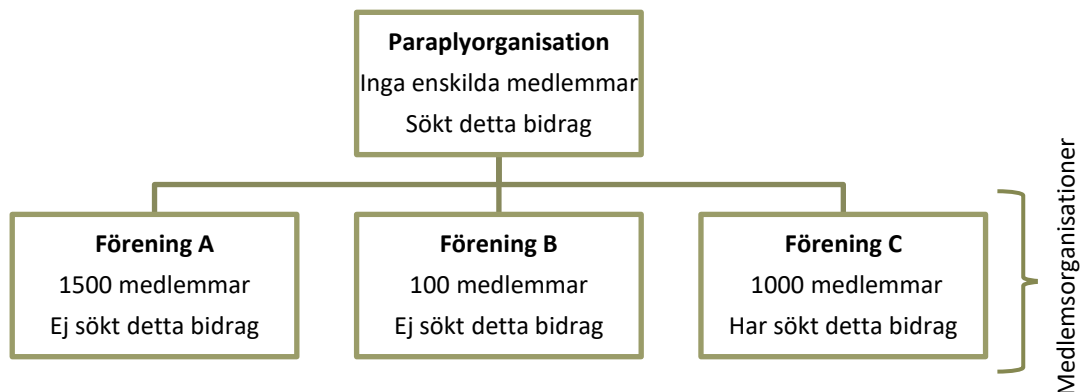 Paraplyorganisation
Inga enskilda medlemmar
Sökt detta bidrag
Förening A
1500 medlemmar
Ej sökt detta bidrag
Förening B
100 medlemmar
Ej sökt detta bidrag
Förening C
1000 medlemmar
Har sökt detta bidrag
Medlemsorganisationer